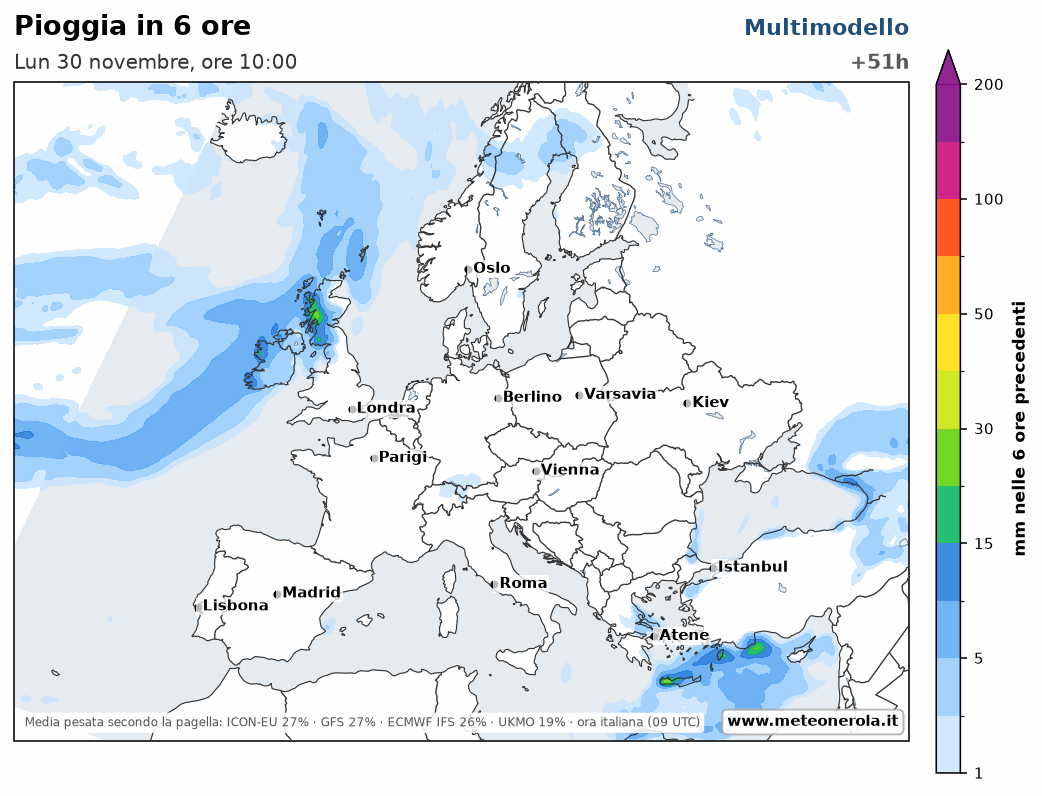 Pioggia in 6 ore
Multimodello
Lun 30 novembre, ore 10:00
+51h
200
100
50
30
15
5
1
mm nelle 6 ore precedenti
Oslo
Berlino
Varsavia
Kiev
Londra
Parigi
Vienna
Istanbul
Roma
Madrid
Lisbona
Atene
Media pesata secondo la pagella: ICON-EU 27% · GFS 27% · ECMWF IFS 26% · UKMO 19% · ora italiana (09 UTC)
www.meteonerola.it